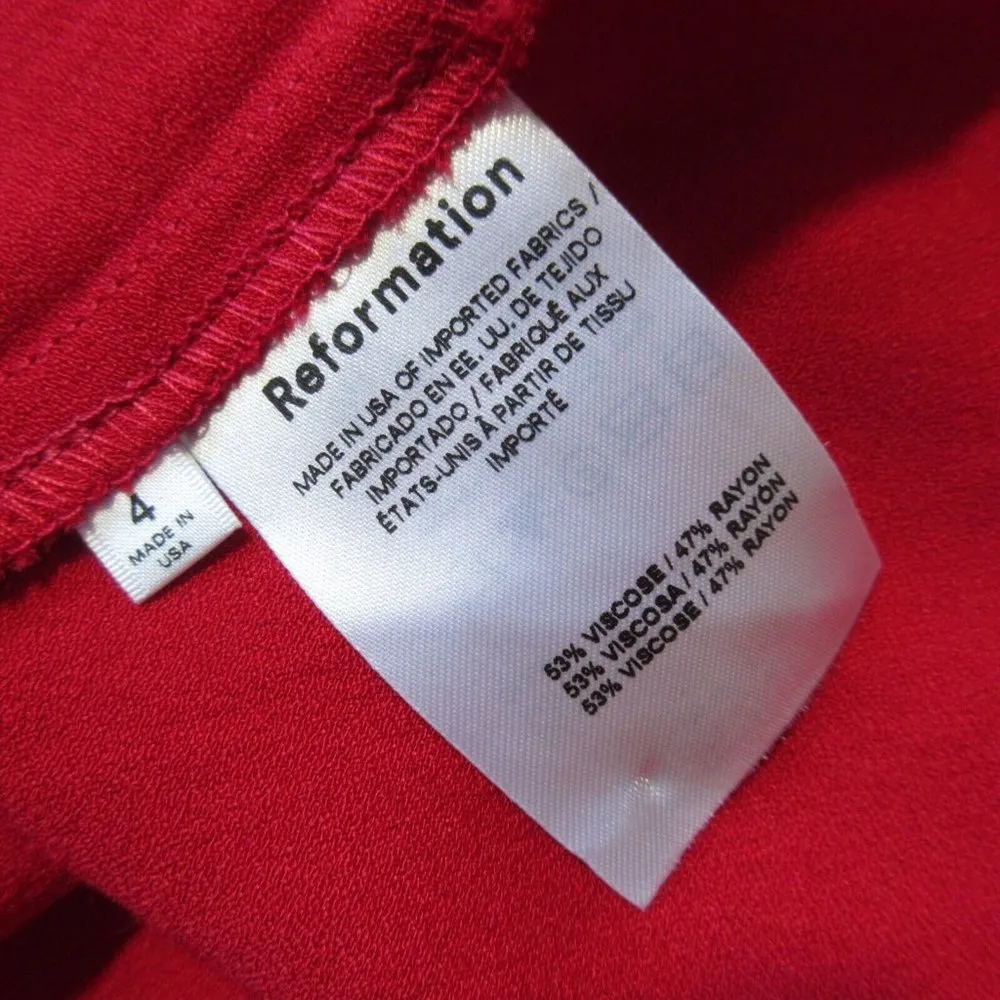 Reformation
MADE IN USA OF IMPORTED FABRICS /
FABRICADO EN EE. UU. DE TEJIDO
IMPORTADO / FABRIQUÉ AUX
ÉTATS-UNIS À PARTIR DE TISSU
IMPORTÉ
53% VISCOSE / 47% RAYON
53% VISCOSA / 47% RAYÓN
53% VISCOSE / 47% RAYON
4
MADE IN
USA